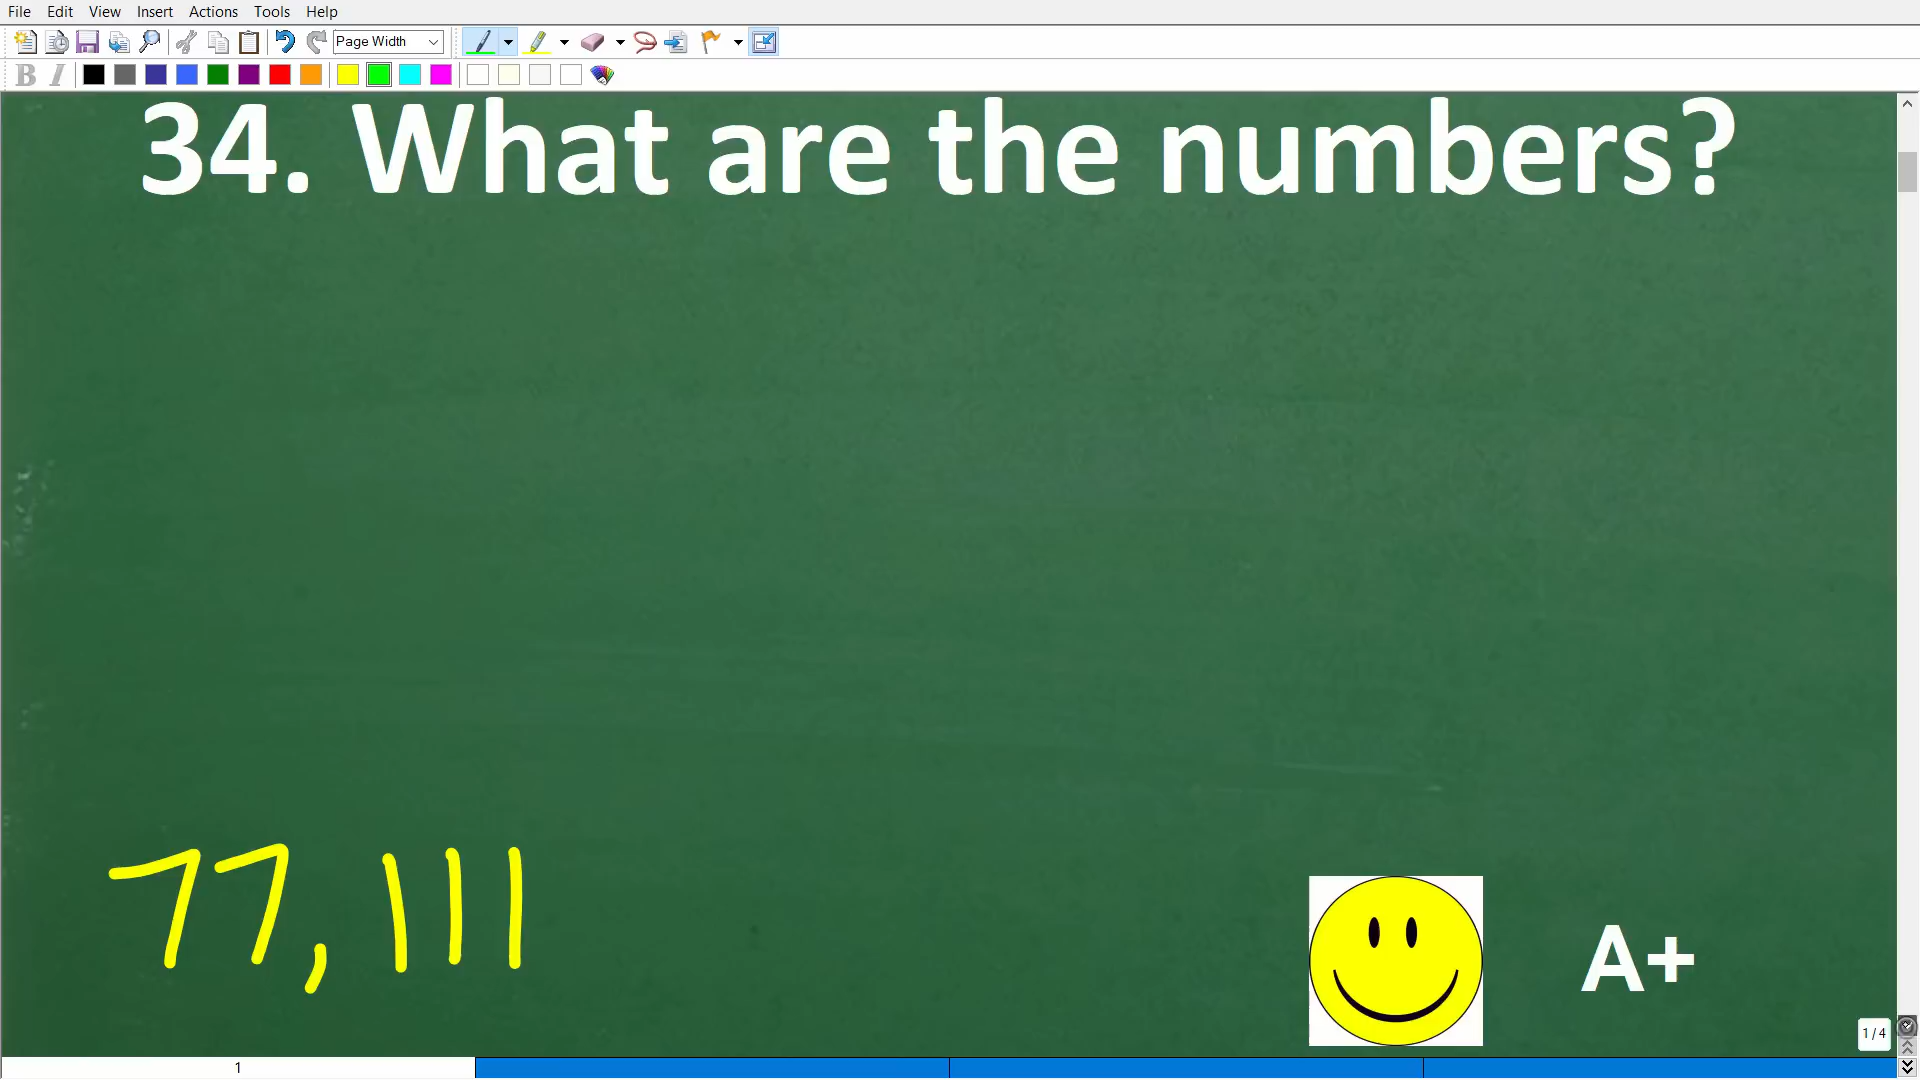 File Edit View Insert Actions Tools Help
Page Width
B I
34. What are the numbers?
77,111
A+
1 / 4
1